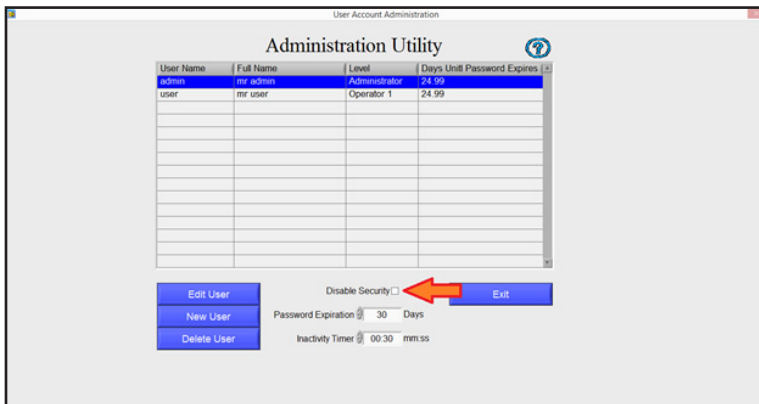 User Account Administration
Administration Utility
User Name Full Name Level Days Unitl Password Expires
admin mr admin Administrator 24.99
user mr user Operator 1 24.99
Disable Security
Edit User Exit
Password Expiration 30 Days
New User
Inactivity Timer 00:30 mm:ss
Delete User